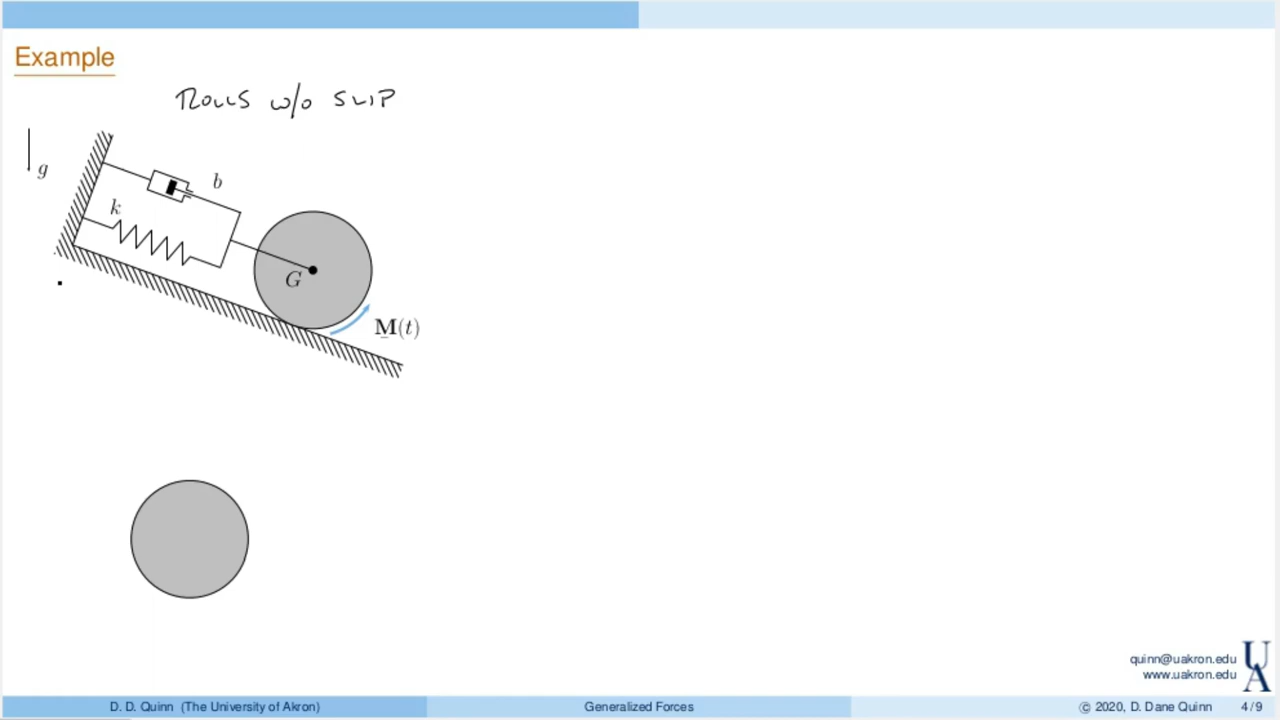 Example
ROLLS w/o SLIP
g
b
k
G
M(t)
quinn@uakron.edu
www.uakron.edu
UA
D. D. Quinn (The University of Akron)
Generalized Forces
© 2020, D. Dane Quinn
4/9